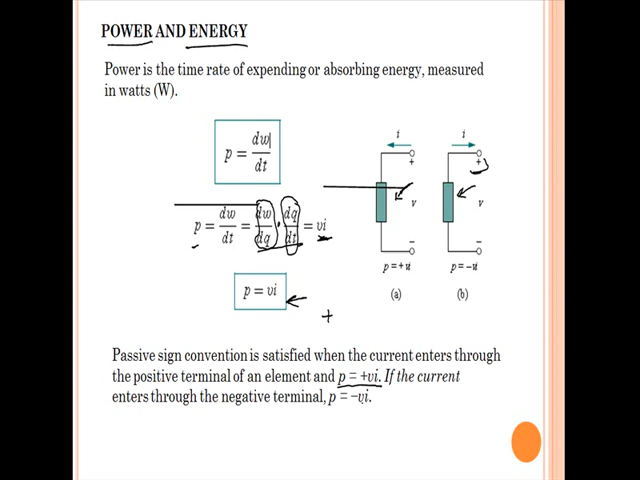 POWER AND ENERGY
Power is the time rate of expending or absorbing energy, measured
in watts (W).
p = dw/dt
p = dw/dt = dw/dq · dq/dt = vi
p = vi
+
i
+
v
−
p = +vi
(a)
i
+
v
−
p = −vi
(b)
Passive sign convention is satisfied when the current enters through
the positive terminal of an element and p = +vi. If the current
enters through the negative terminal, p = −vi.